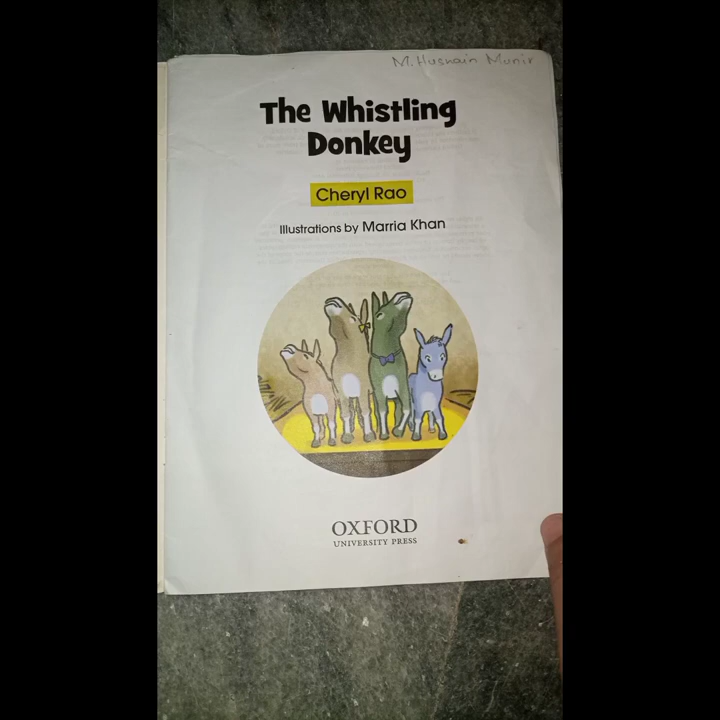 M. Husnain Munir
The Whistling
Donkey
Cheryl Rao
Illustrations by Marria Khan
OXFORD
UNIVERSITY PRESS